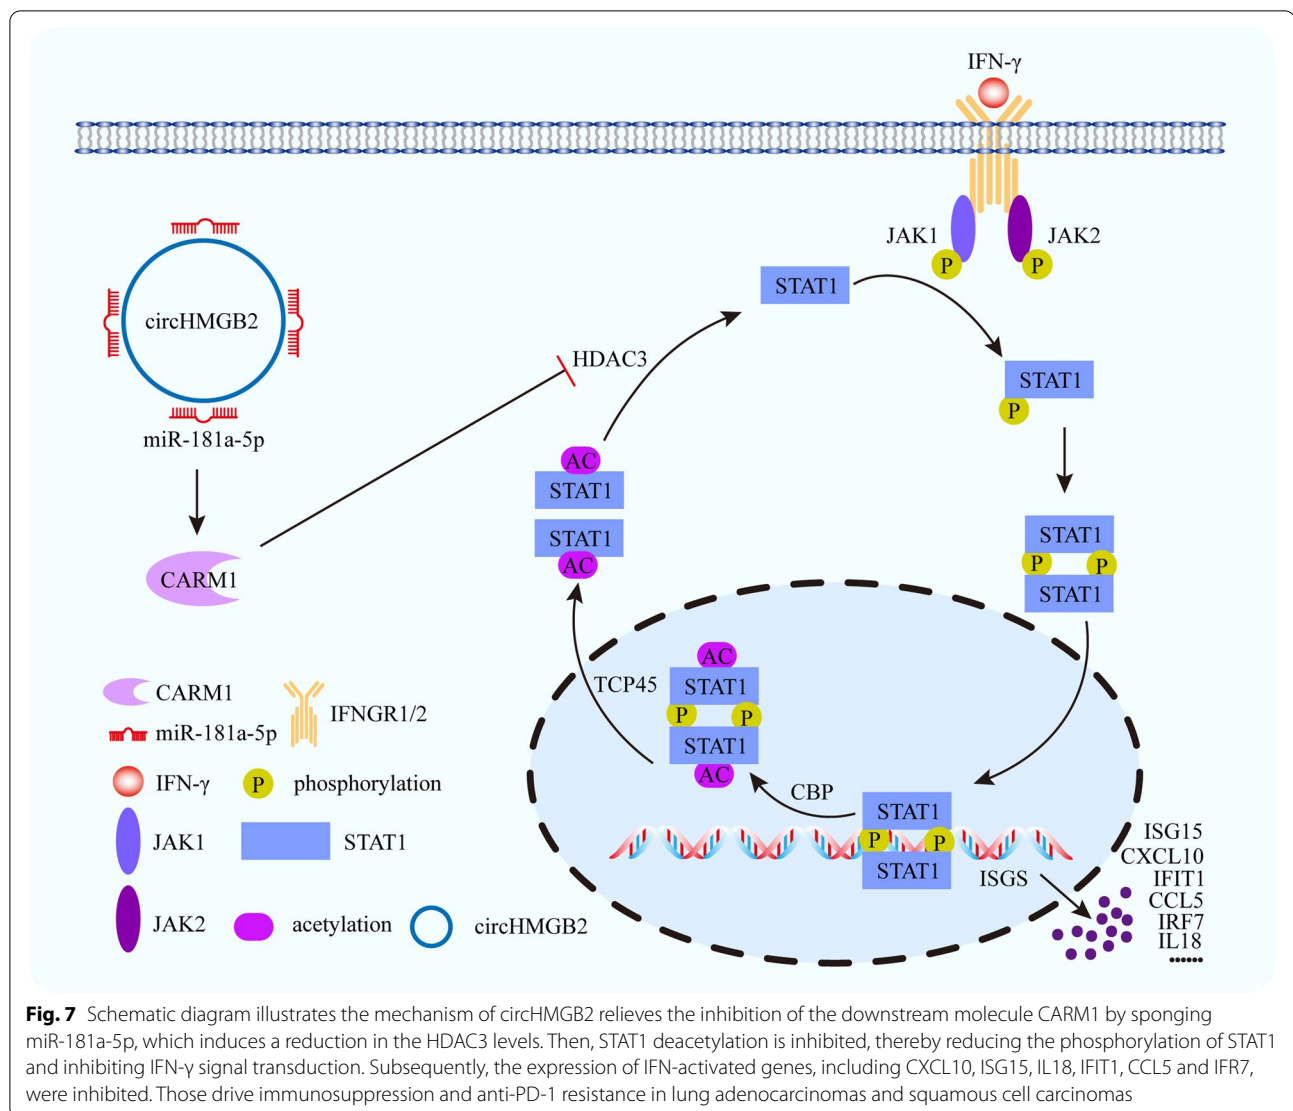 IFN-γ
JAK1
JAK2
P
P
STAT1
circHMGB2
miR-181a-5p
HDAC3
STAT1
P
AC
STAT1
STAT1
AC
STAT1
P
P
STAT1
CARM1
TCP45
AC
STAT1
P
P
STAT1
AC
CBP
STAT1
P
P
STAT1
ISGS
ISG15
CXCL10
IFIT1
CCL5
IRF7
IL18
......
CARM1
IFNGR1/2
miR-181a-5p
IFN-γ
P
phosphorylation
JAK1
STAT1
JAK2
acetylation
circHMGB2
Fig. 7 Schematic diagram illustrates the mechanism of circHMGB2 relieves the inhibition of the downstream molecule CARM1 by sponging
miR-181a-5p, which induces a reduction in the HDAC3 levels. Then, STAT1 deacetylation is inhibited, thereby reducing the phosphorylation of STAT1
and inhibiting IFN-γ signal transduction. Subsequently, the expression of IFN-activated genes, including CXCL10, ISG15, IL18, IFIT1, CCL5 and IFR7,
were inhibited. Those drive immunosuppression and anti-PD-1 resistance in lung adenocarcinomas and squamous cell carcinomas